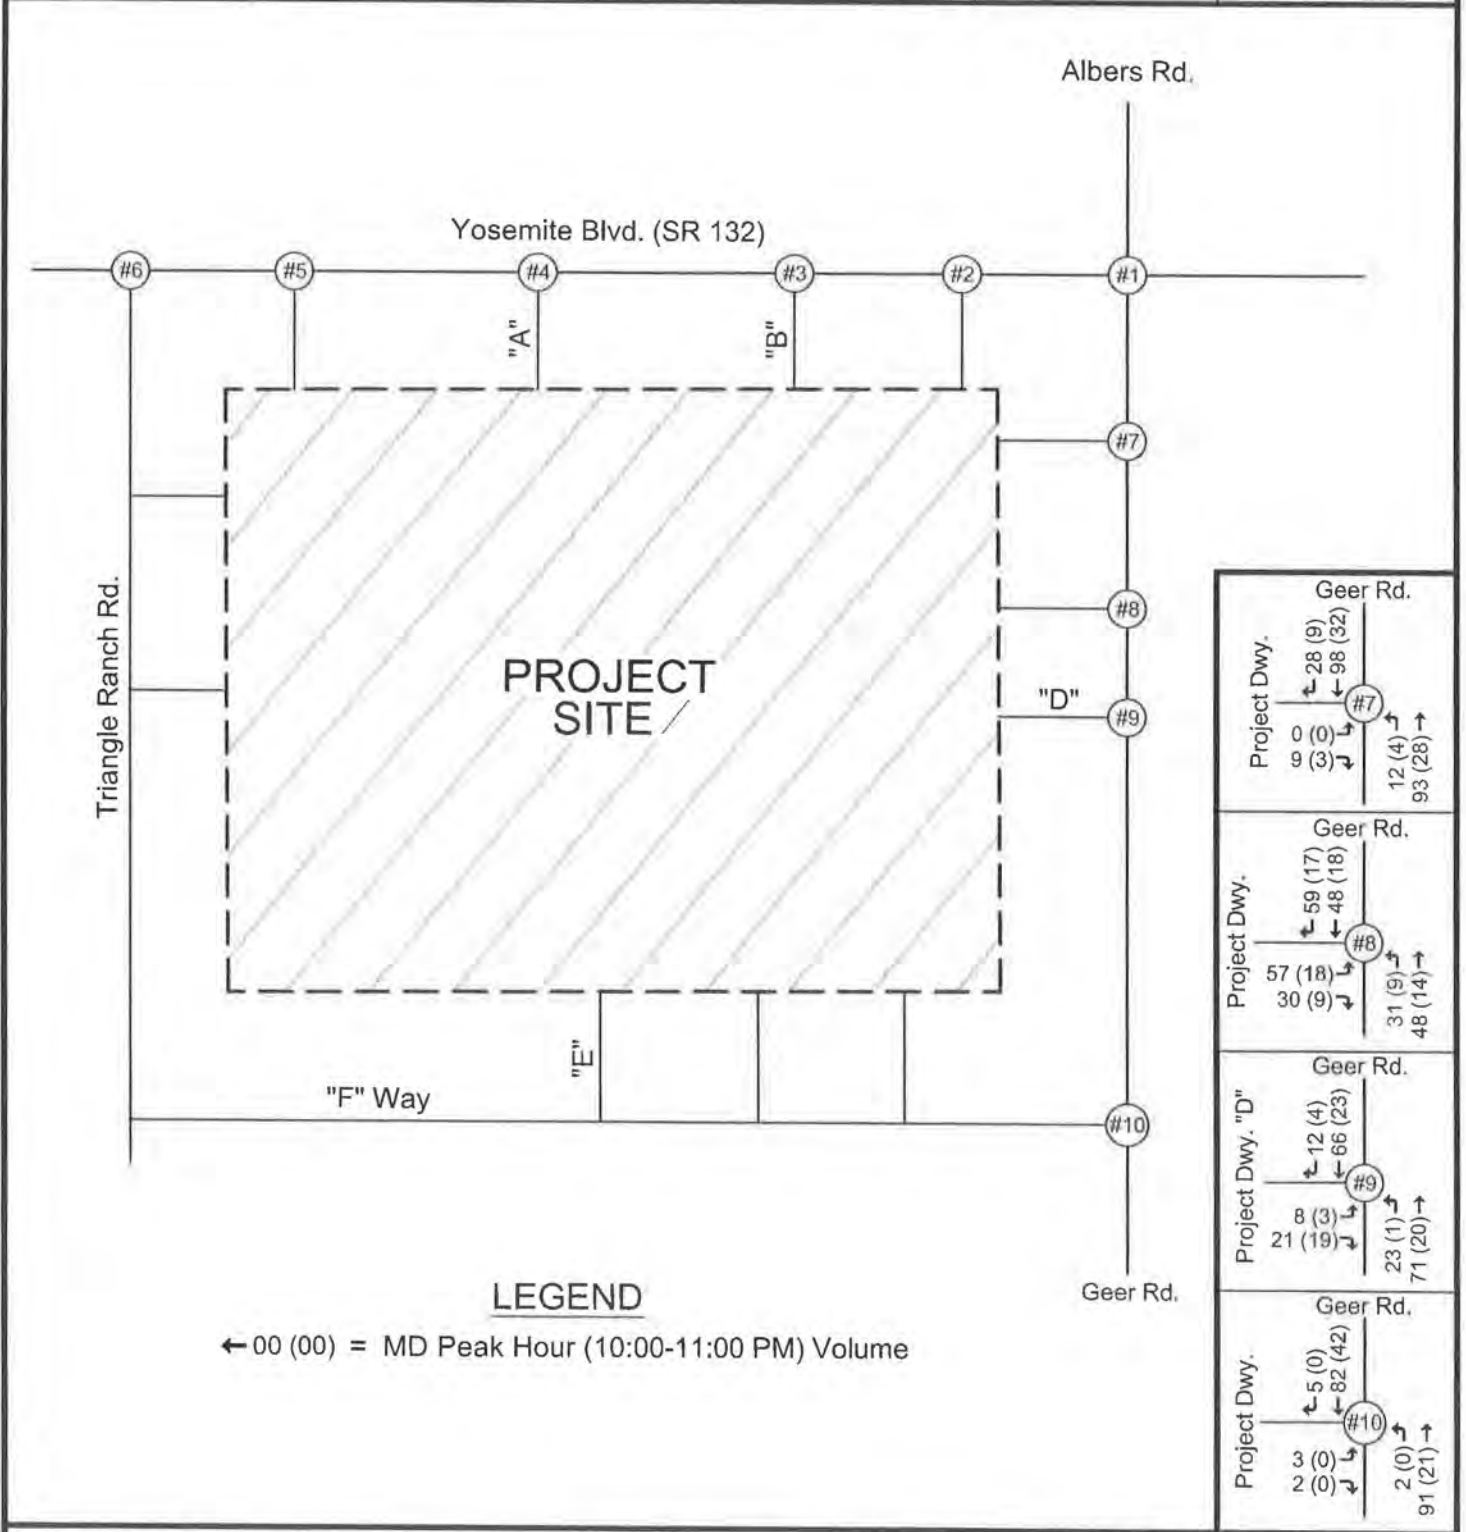 Albers Rd.
Yosemite Blvd. (SR 132)
#6
#5
#4
#3
#2
#1
"A"
"B"
#7
Triangle Ranch Rd.
#8
PROJECT
SITE
"D"
#9
"E"
"F" Way
#10
Geer Rd.
LEGEND
←00 (00) = MD Peak Hour (10:00-11:00 PM) Volume
Geer Rd.
Project Dwy.
28 (9)
98 (32)
#7
0 (0)
9 (3)
12 (4)
93 (28)
Geer Rd.
Project Dwy.
59 (17)
48 (18)
#8
57 (18)
30 (9)
31 (9)
48 (14)
Geer Rd.
Project Dwy. "D"
12 (4)
66 (23)
#9
8 (3)
21 (19)
23 (1)
71 (20)
Geer Rd.
Project Dwy.
5 (0)
82 (42)
#10
3 (0)
2 (0)
2 (0)
91 (21)